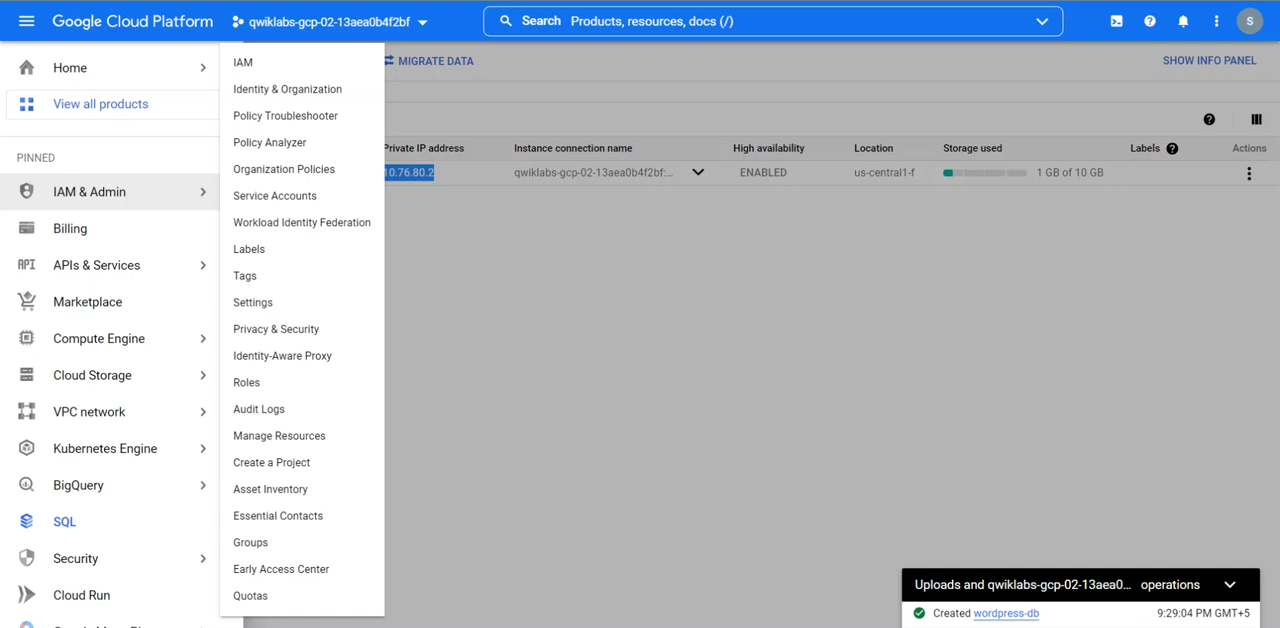 Google Cloud Platform
qwiklabs-gcp-02-13aea0b4f2bf
Search Products, resources, docs (/)
S
Home
View all products
PINNED
IAM & Admin
Billing
API APIs & Services
Marketplace
Compute Engine
Cloud Storage
VPC network
Kubernetes Engine
BigQuery
SQL
Security
Cloud Run
IAM
Identity & Organization
Policy Troubleshooter
Policy Analyzer
Organization Policies
Service Accounts
Workload Identity Federation
Labels
Tags
Settings
Privacy & Security
Identity-Aware Proxy
Roles
Audit Logs
Manage Resources
Create a Project
Asset Inventory
Essential Contacts
Groups
Early Access Center
Quotas
MIGRATE DATA
SHOW INFO PANEL
Private IP address Instance connection name High availability Location Storage used Labels Actions
10.76.80.2 qwiklabs-gcp-02-13aea0b4f2bf:... ENABLED us-central1-f 1 GB of 10 GB
Uploads and qwiklabs-gcp-02-13aea0... operations
Created wordpress-db 9:29:04 PM GMT+5